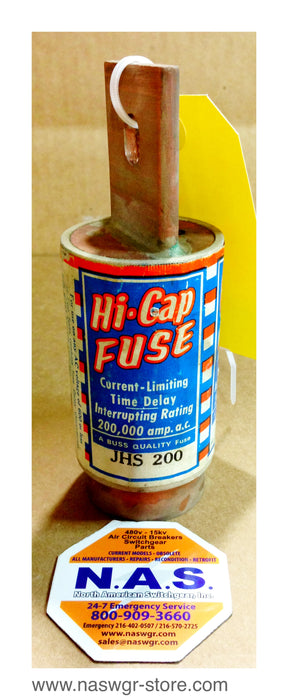 Hi-Cap
FUSE
Current-Limiting
Time Delay
Interrupting Rating
200,000 amp. a.c.
A BUSS QUALITY Fuse
JHS 200
480v - 15kv
Air Circuit Breakers
Switchgear
Parts
CURRENT MODELS - OBSOLETE
ALL MANUFACTURERS - REPAIRS - RECONDITION - RETROFIT
N.A.S.
North American Switchgear, Inc.
24-7 Emergency Service
800-909-3660
Emergency 216-402-0507 / 216-570-2725
www.naswgr.com
sales@naswgr.com
www.naswgr-store.com